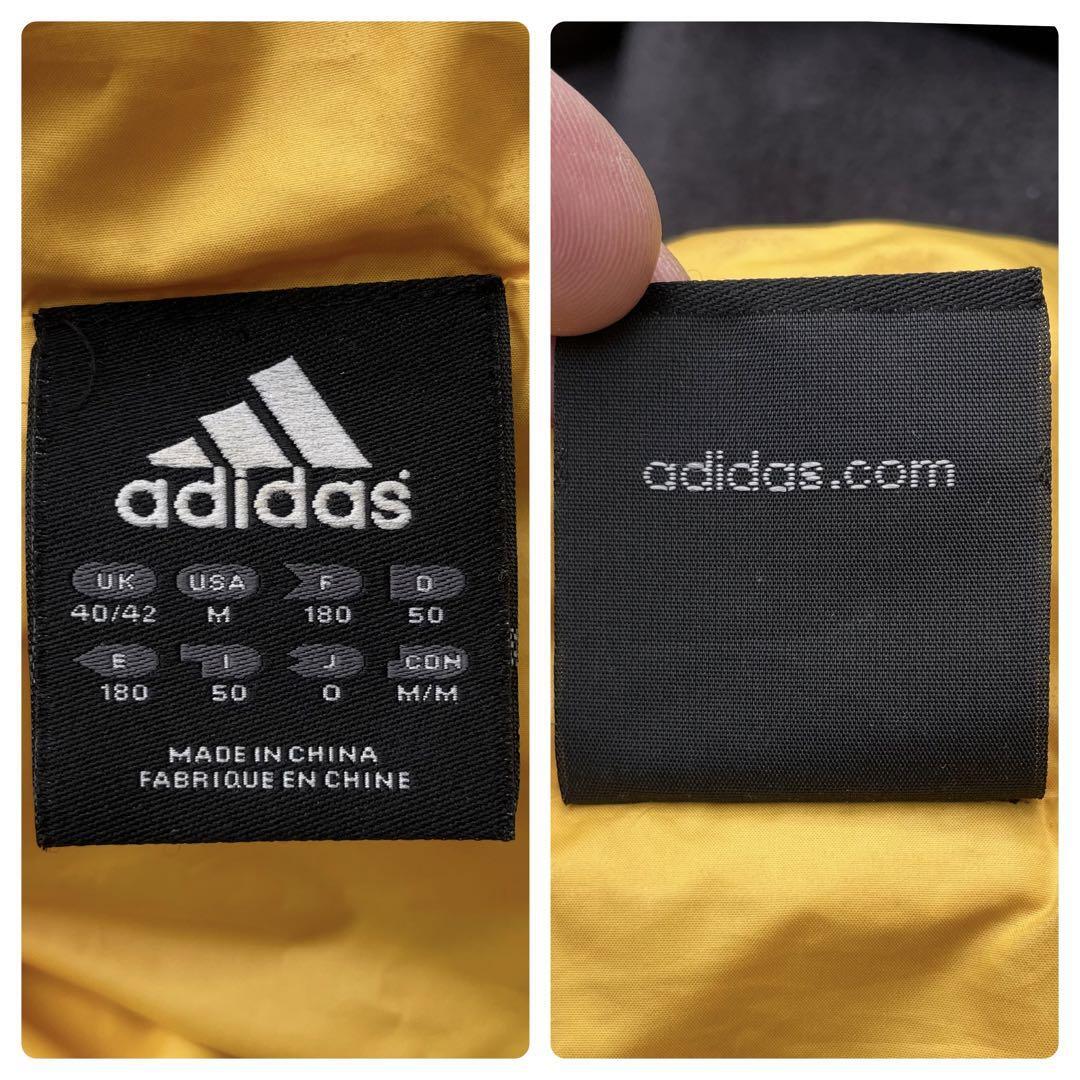 adidas
UK USA F D
40/42 M 180 50
E I J CDN
180 50 O M/M
MADE IN CHINA
FABRIQUE EN CHINE
adidas.com